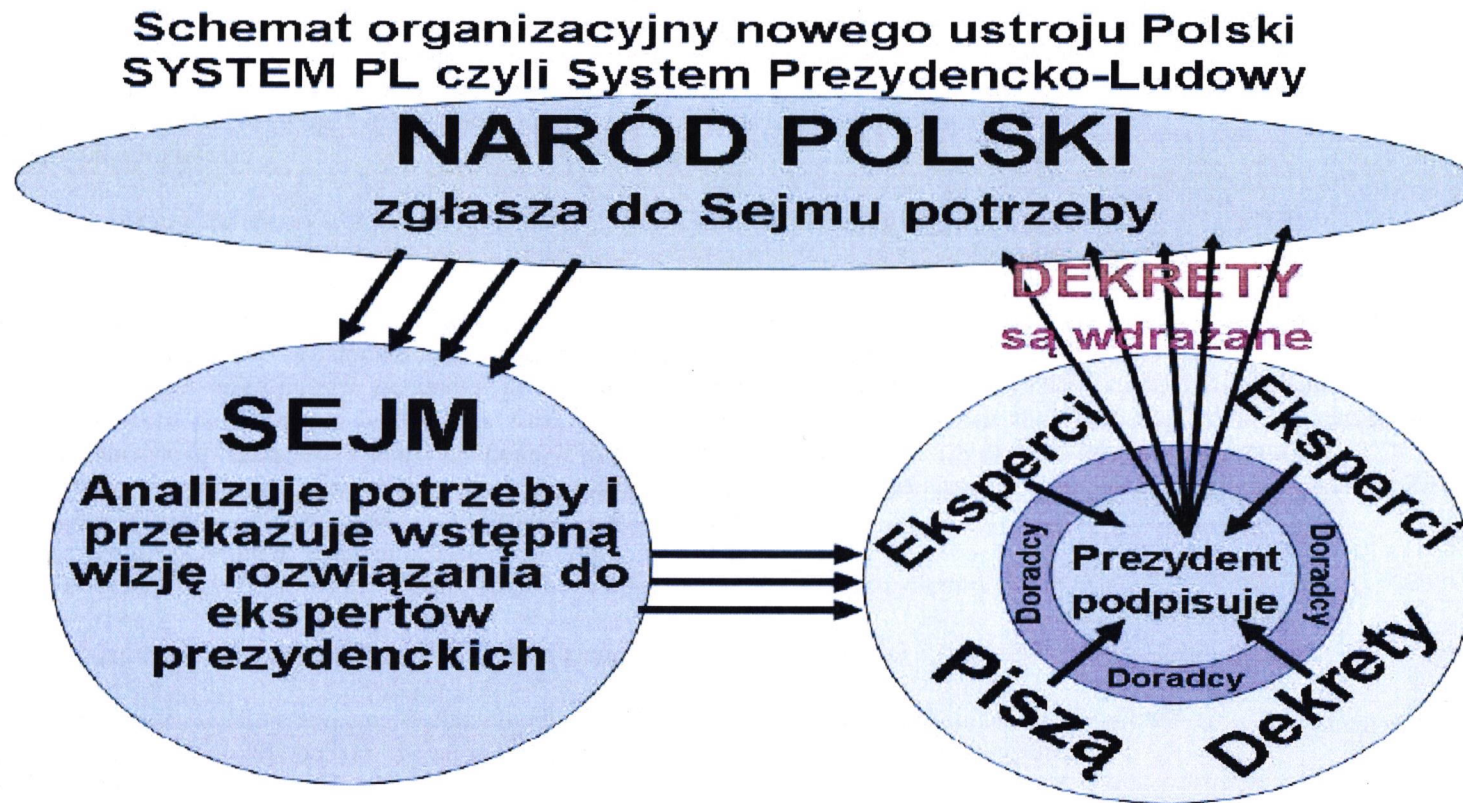 Schemat organizacyjny nowego ustroju Polski
SYSTEM PL czyli System Prezydencko-Ludowy
NARÓD POLSKI
zgłasza do Sejmu potrzeby
DEKRETY
są wdrażane
SEJM
Analizuje potrzeby i
przekazuje wstępną
wizję rozwiązania do
ekspertów
prezydenckich
Eksperci
Eksperci
Doradcy
Doradcy
Prezydent
podpisuje
Doradcy
Piszą
Dekrety